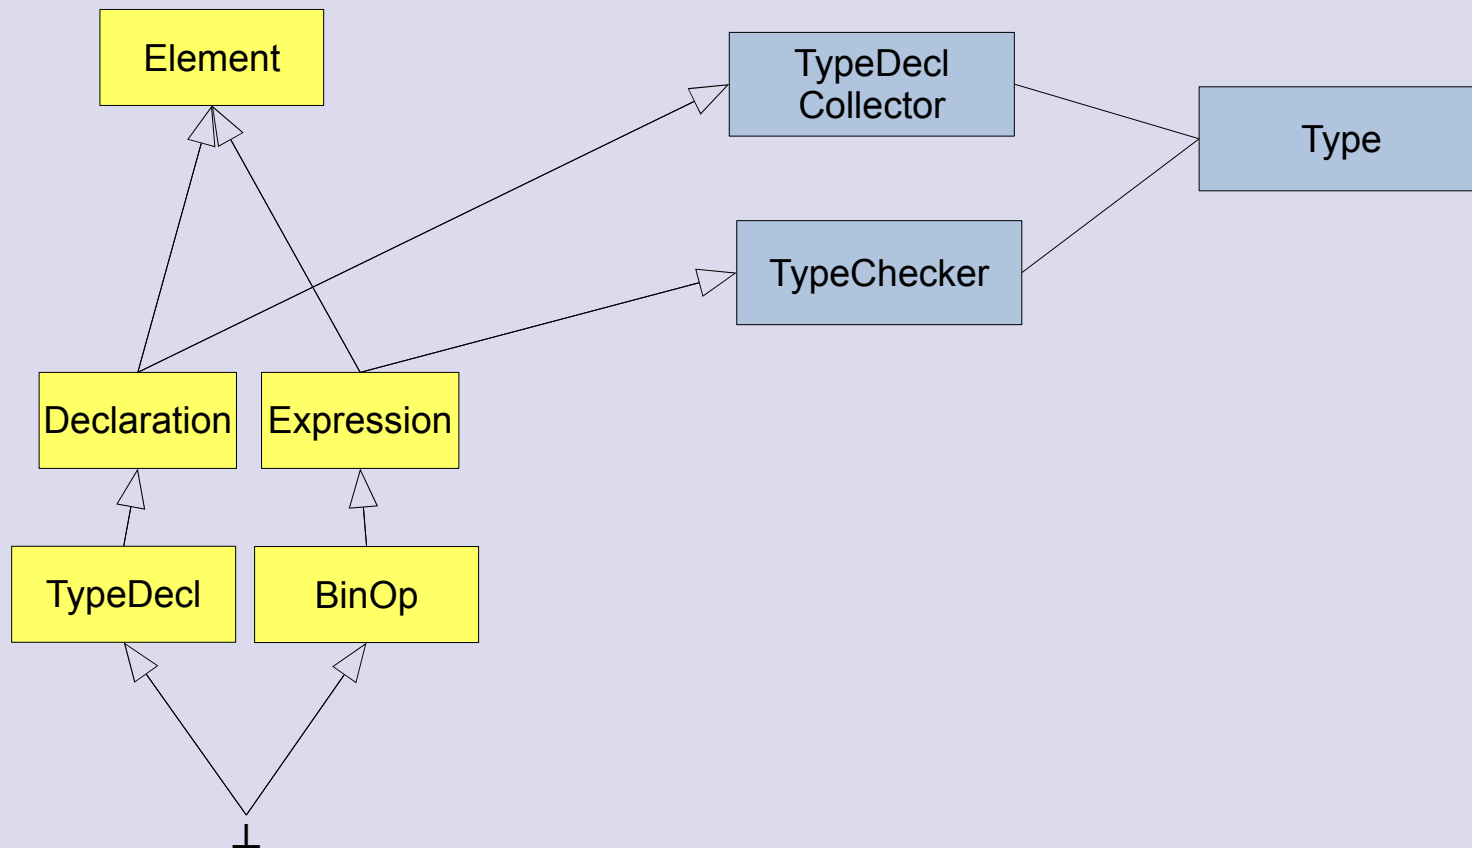 Element
TypeDecl
Collector
Type
TypeChecker
Declaration
Expression
TypeDecl
BinOp
⊥